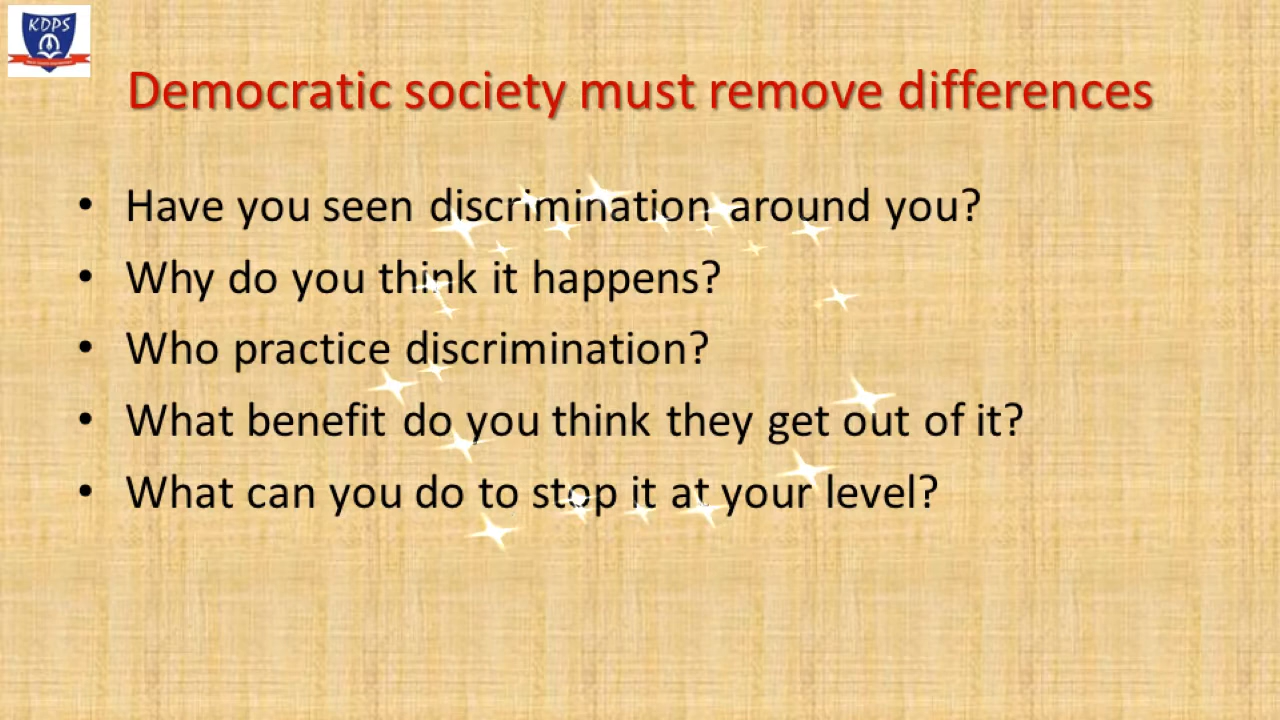 KDPS
Democratic society must remove differences
• Have you seen discrimination around you?
• Why do you think it happens?
• Who practice discrimination?
• What benefit do you think they get out of it?
• What can you do to stop it at your level?